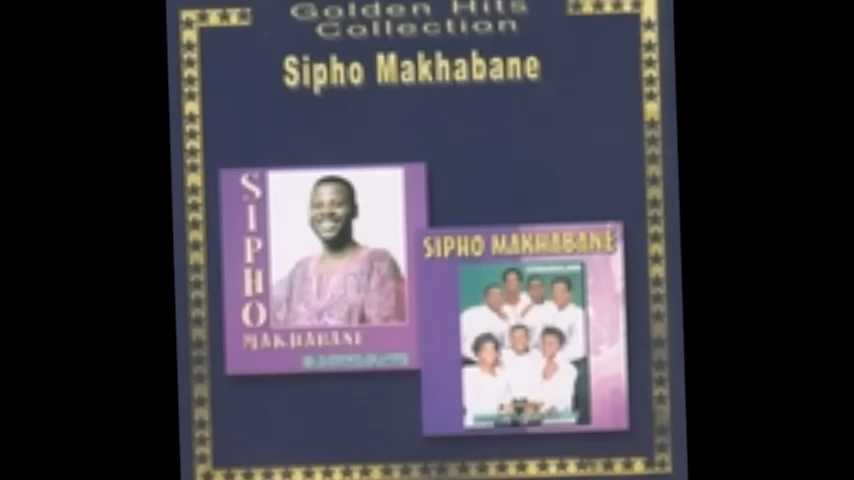 Golden Hits
Collection
Sipho Makhabane
SIPHO
MAKHABANE
SIPHO MAKHABANE